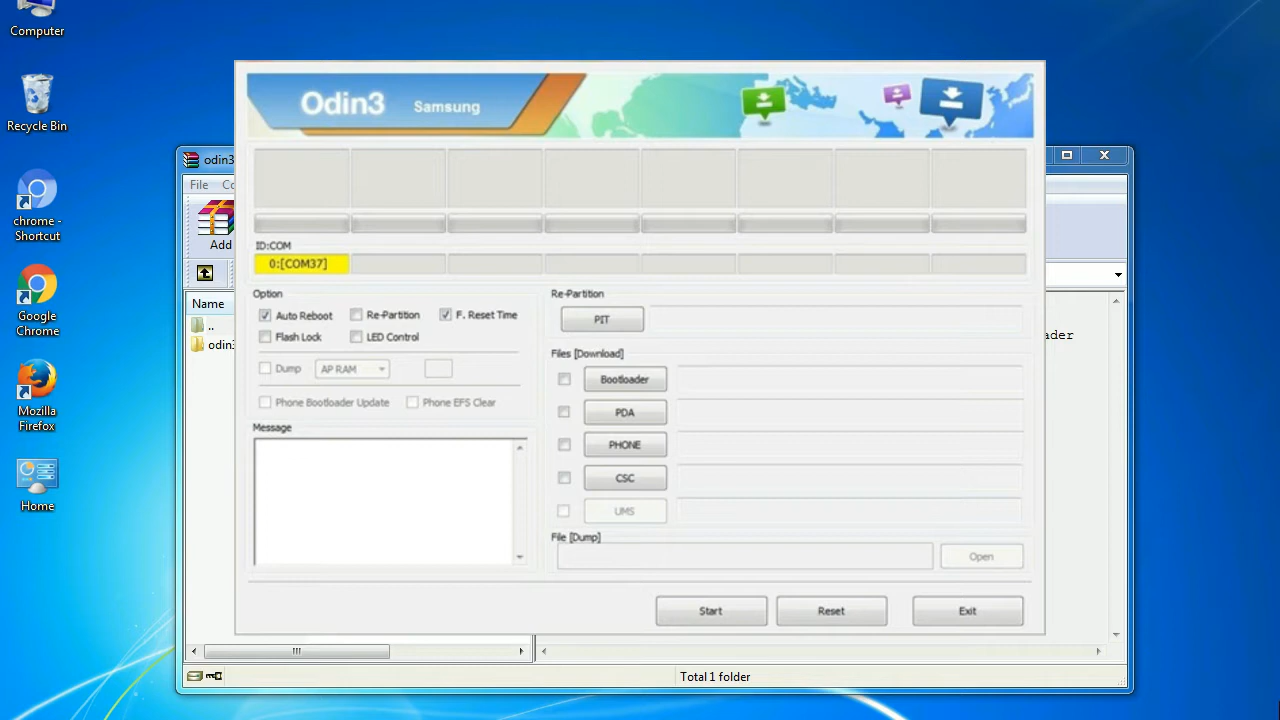 Computer
Recycle Bin
chrome -
Shortcut
Google
Chrome
Mozilla
Firefox
Home
odin3
File
Add
Name
..
odin3
ader
Total 1 folder
Odin3 Samsung
ID:COM
0:[COM37]
Option
Auto Reboot
Re-Partition
F. Reset Time
Flash Lock
LED Control
Dump
AP RAM
Phone Bootloader Update
Phone EFS Clear
Message
Re-Partition
PIT
Files [Download]
Bootloader
PDA
PHONE
CSC
UMS
File [Dump]
Open
Start
Reset
Exit